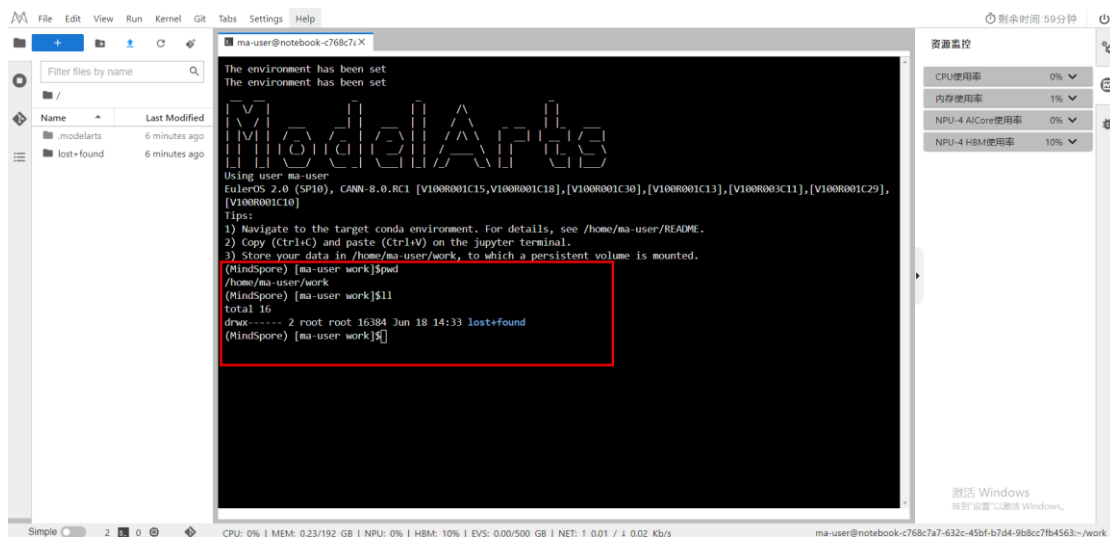 File Edit View Run Kernel Git Tabs Settings Help
剩余时间:59分钟
ma-user@notebook-c768c7a
Filter files by name
/
Name Last Modified
.modelarts 6 minutes ago
lost+found 6 minutes ago
The environment has been set
The environment has been set
ModelArts
Using user ma-user
EulerOS 2.0 (SP10), CANN-8.0.RC1 [V100R001C15,V100R001C18],[V100R001C30],[V100R001C13],[V100R003C11],[V100R001C29],
[V100R001C10]
Tips:
1) Navigate to the target conda environment. For details, see /home/ma-user/README.
2) Copy (Ctrl+C) and paste (Ctrl+V) on the jupyter terminal.
3) Store your data in /home/ma-user/work, to which a persistent volume is mounted.
(MindSpore) [ma-user work]$pwd
/home/ma-user/work
(MindSpore) [ma-user work]$ll
total 16
drwx------ 2 root root 16384 Jun 18 14:33 lost+found
(MindSpore) [ma-user work]$
资源监控
CPU使用率 0%
内存使用率 1%
NPU-4 AICore使用率 0%
NPU-4 HBM使用率 10%
激活 Windows
转到"设置"以激活 Windows。
Simple 2 0
CPU: 0% | MEM: 0.23/192 GB | NPU: 0% | HBM: 10% | EVS: 0.00/500 GB | NET: ↑ 0.01 / ↓ 0.02 Kb/s
ma-user@notebook-c768c7a7-632c-45bf-b7d4-9b8cc7fb4563:~/work